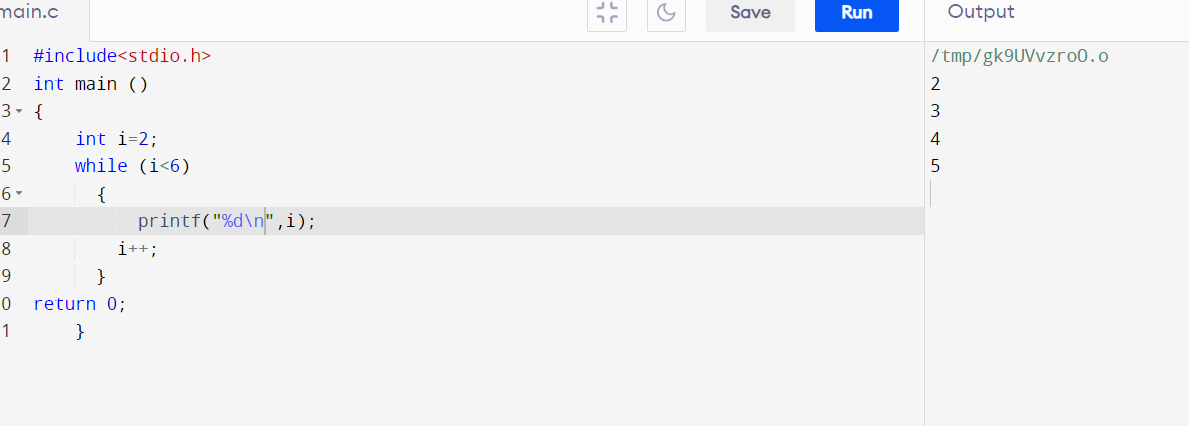 main.c Save Run Output
1 #include<stdio.h>
2 int main ()
3 {
4 int i=2;
5 while (i<6)
6 {
7 printf("%d\n",i);
8 i++;
9 }
0 return 0;
1 }
/tmp/gk9UVvzroO.o
2
3
4
5